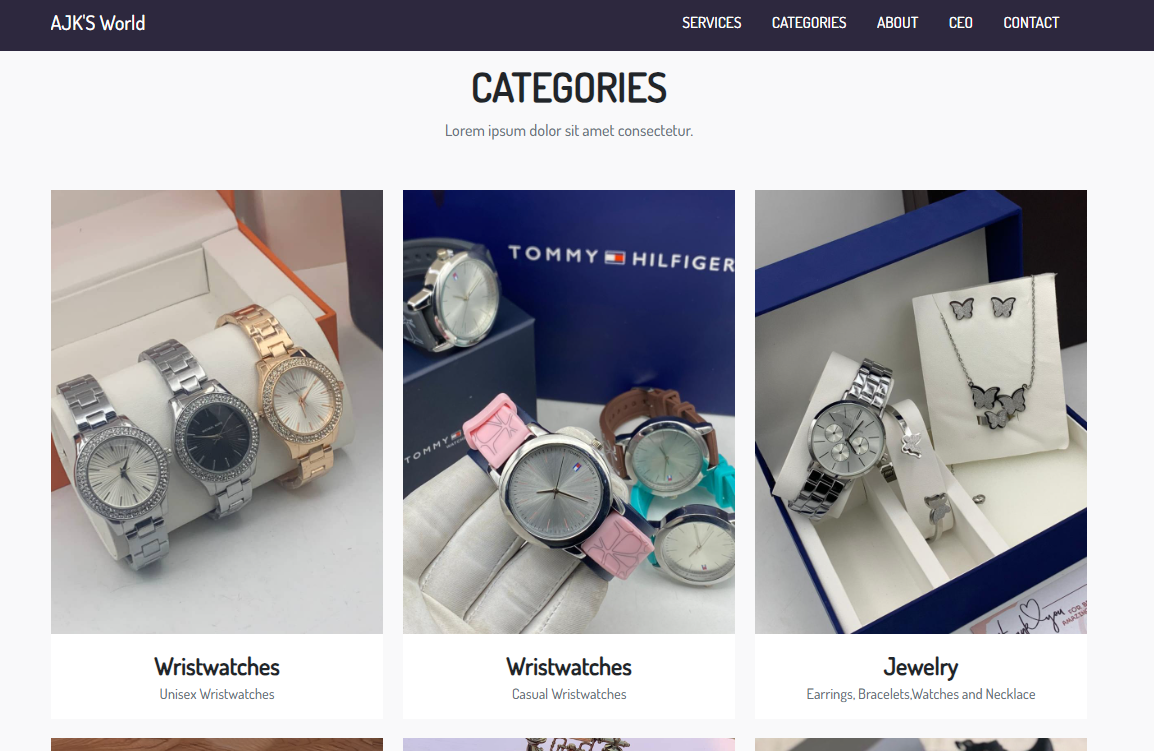 AJK'S World
SERVICES CATEGORIES ABOUT CEO CONTACT
CATEGORIES
Lorem ipsum dolor sit amet consectetur.
TOMMY HILFIGER
TOMMY
Wristwatches
Unisex Wristwatches
Wristwatches
Casual Wristwatches
Jewelry
Earrings, Bracelets,Watches and Necklace